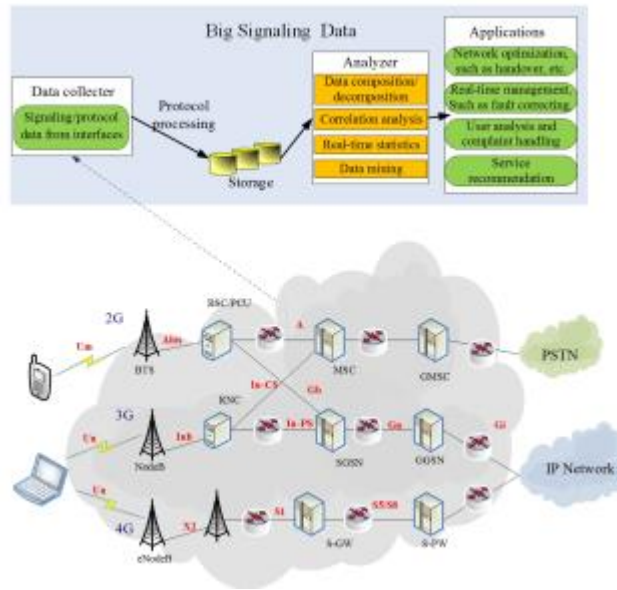 Big Signaling Data
Data collecter
Signaling/protocol
data from interfaces
Protocol
processing
Storage
Analyzer
Data composition/
decomposition
Correlation analysis
Real-time statistics
Data mining
Applications
Network optimization,
such as handover, etc.
Real-time management,
Such as fault correcting,
User analysis and
complaint handling
Service
recommendation
BSC/PCU
2G
Um
Abis
A
BTS
MSC
GMSC
PSTN
Iu-CS
Gb
RNC
3G
Uu
Iub
Iu-PS
Gn
Gi
NodeB
SGSN
GGSN
IP Network
Uu
4G
X2
S1
S5/S8
eNodeB
S-GW
S-PW